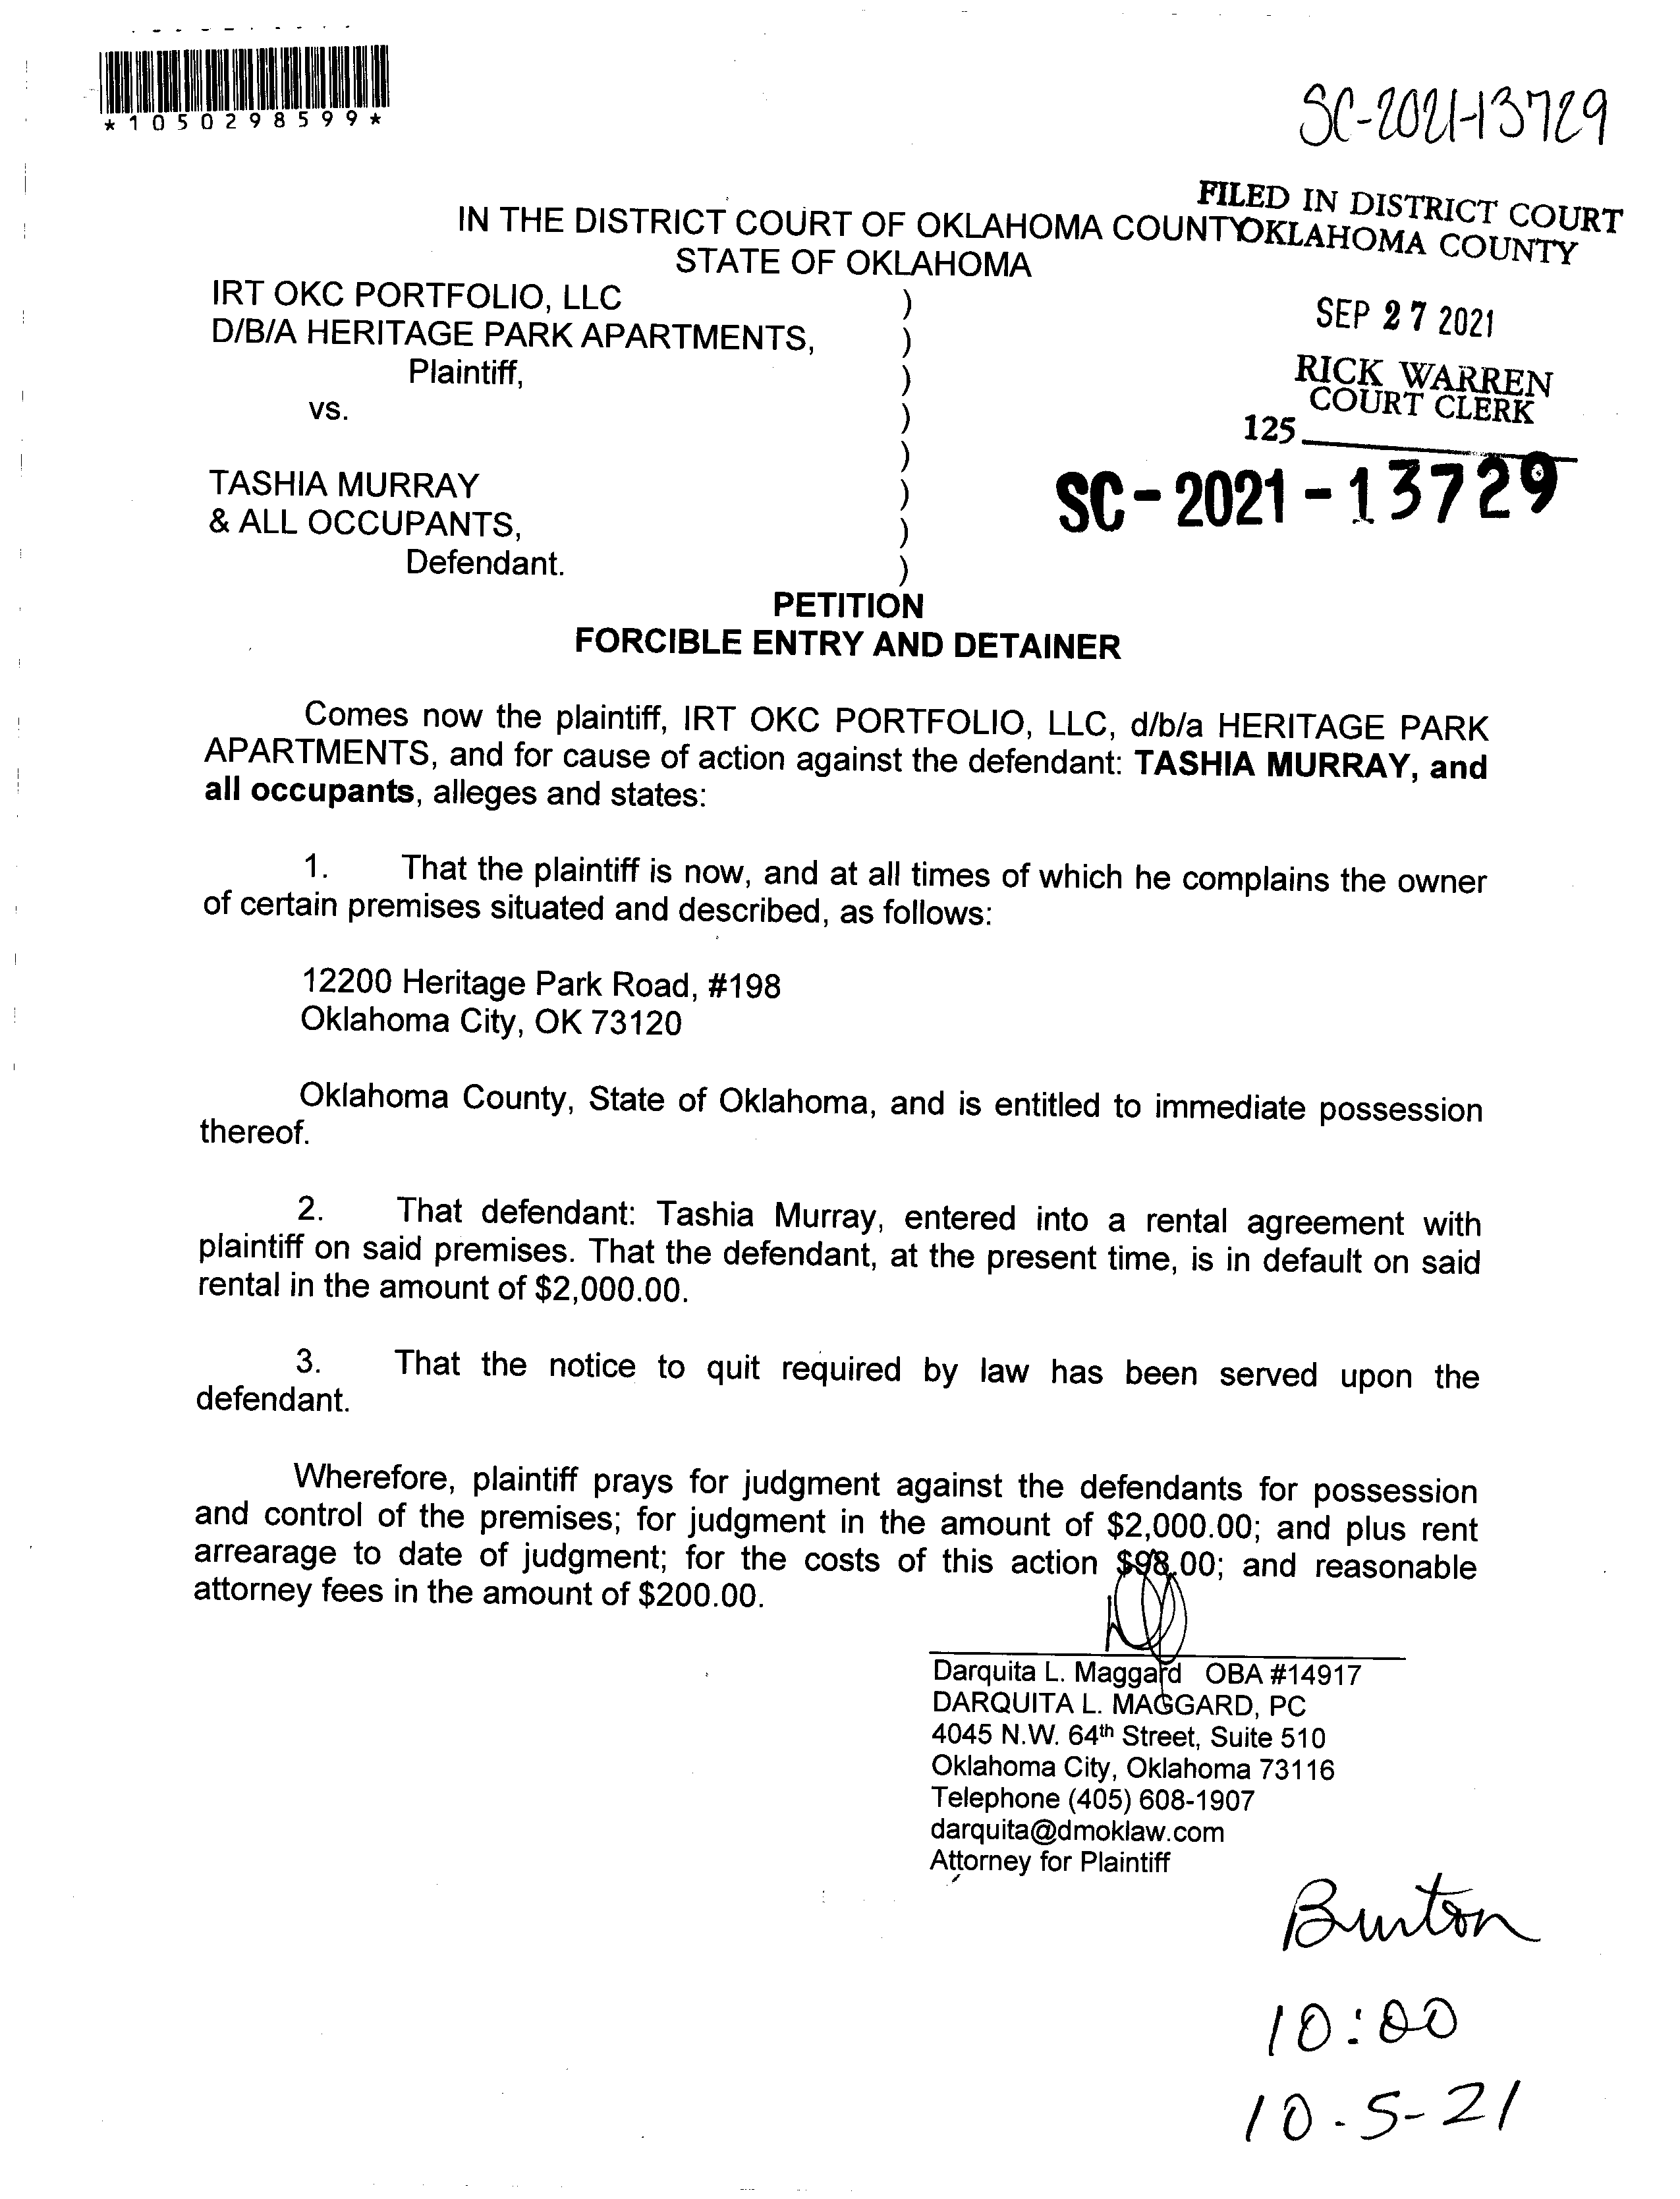 *1050298599*
SC-2021-13729
FILED IN DISTRICT COURT
OKLAHOMA COUNTY
IN THE DISTRICT COURT OF OKLAHOMA COUNTY
STATE OF OKLAHOMA
SEP 27 2021
RICK WARREN
COURT CLERK
125
SC-2021-13729
IRT OKC PORTFOLIO, LLC )
D/B/A HERITAGE PARK APARTMENTS, )
Plaintiff, )
vs. )
)
TASHIA MURRAY )
& ALL OCCUPANTS, )
Defendant. )
PETITION
FORCIBLE ENTRY AND DETAINER
Comes now the plaintiff, IRT OKC PORTFOLIO, LLC, d/b/a HERITAGE PARK
APARTMENTS, and for cause of action against the defendant: TASHIA MURRAY, and
all occupants, alleges and states:
1. That the plaintiff is now, and at all times of which he complains the owner
of certain premises situated and described, as follows:
12200 Heritage Park Road, #198
Oklahoma City, OK 73120
Oklahoma County, State of Oklahoma, and is entitled to immediate possession
thereof.
2. That defendant: Tashia Murray, entered into a rental agreement with
plaintiff on said premises. That the defendant, at the present time, is in default on said
rental in the amount of $2,000.00.
3. That the notice to quit required by law has been served upon the
defendant.
Wherefore, plaintiff prays for judgment against the defendants for possession
and control of the premises; for judgment in the amount of $2,000.00; and plus rent
arrearage to date of judgment; for the costs of this action $98.00; and reasonable
attorney fees in the amount of $200.00.
Darquita L. Maggard OBA #14917
DARQUITA L. MAGGARD, PC
4045 N.W. 64th Street, Suite 510
Oklahoma City, Oklahoma 73116
Telephone (405) 608-1907
darquita@dmoklaw.com
Attorney for Plaintiff
Burton
10:00
10-5-21